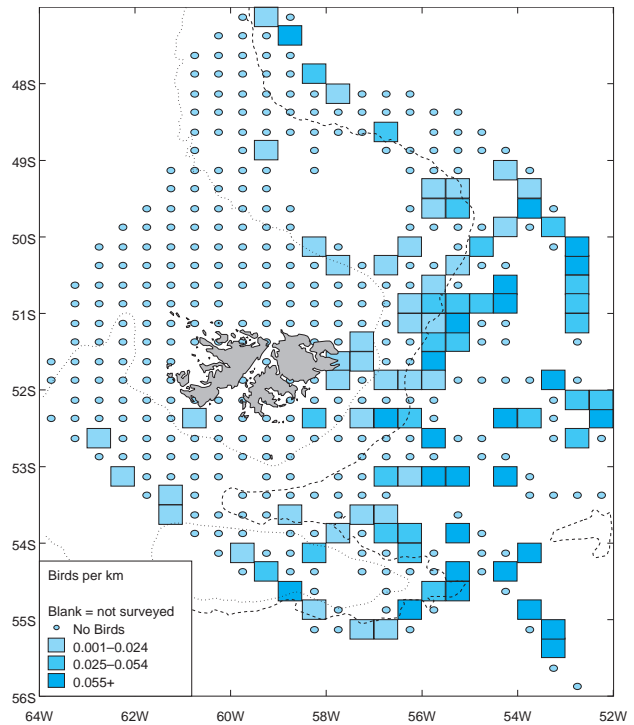 48S
49S
50S
51S
52S
53S
54S
Birds per km
Blank = not surveyed
No Birds
0.001–0.024
0.025–0.054
0.055+
55S
56S
64W 62W 60W 58W 56W 54W 52W